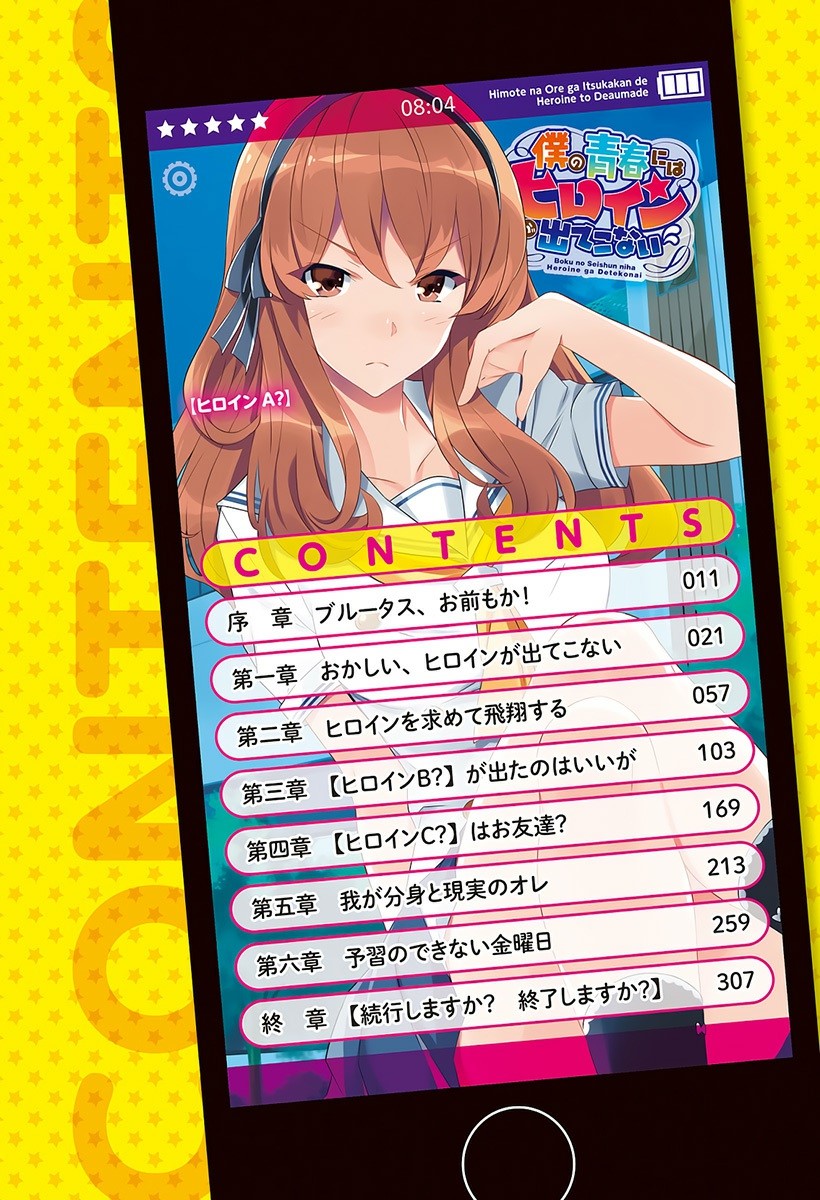 CONTENTS
08:04
Himote na Ore ga Itsukakan de
Heroine to Deaumade
僕の青春には
ヒロイン
が出てこない
Boku no Seishun niha
Heroine ga Detekonai
【ヒロインA?】
CONTENTS
序　章　ブルータス、お前もか！ 011
第一章　おかしい、ヒロインが出てこない 021
第二章　ヒロインを求めて飛翔する 057
第三章　【ヒロインB?】が出たのはいいが 103
第四章　【ヒロインC?】はお友達？ 169
第五章　我が分身と現実のオレ 213
第六章　予習のできない金曜日 259
終　章　【続行しますか？　終了しますか？】 307